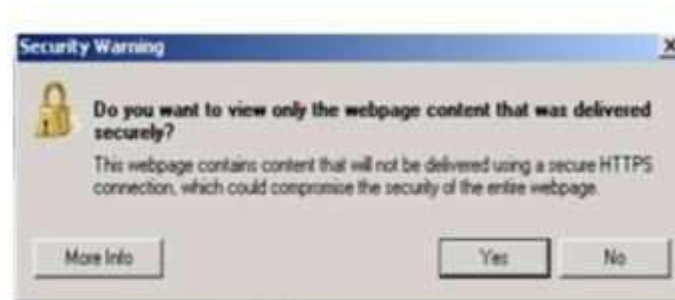 Security Warning
Do you want to view only the webpage content that was delivered
securely?
This webpage contains content that will not be delivered using a secure HTTPS
connection, which could compromise the security of the entire webpage.
More Info
Yes
No